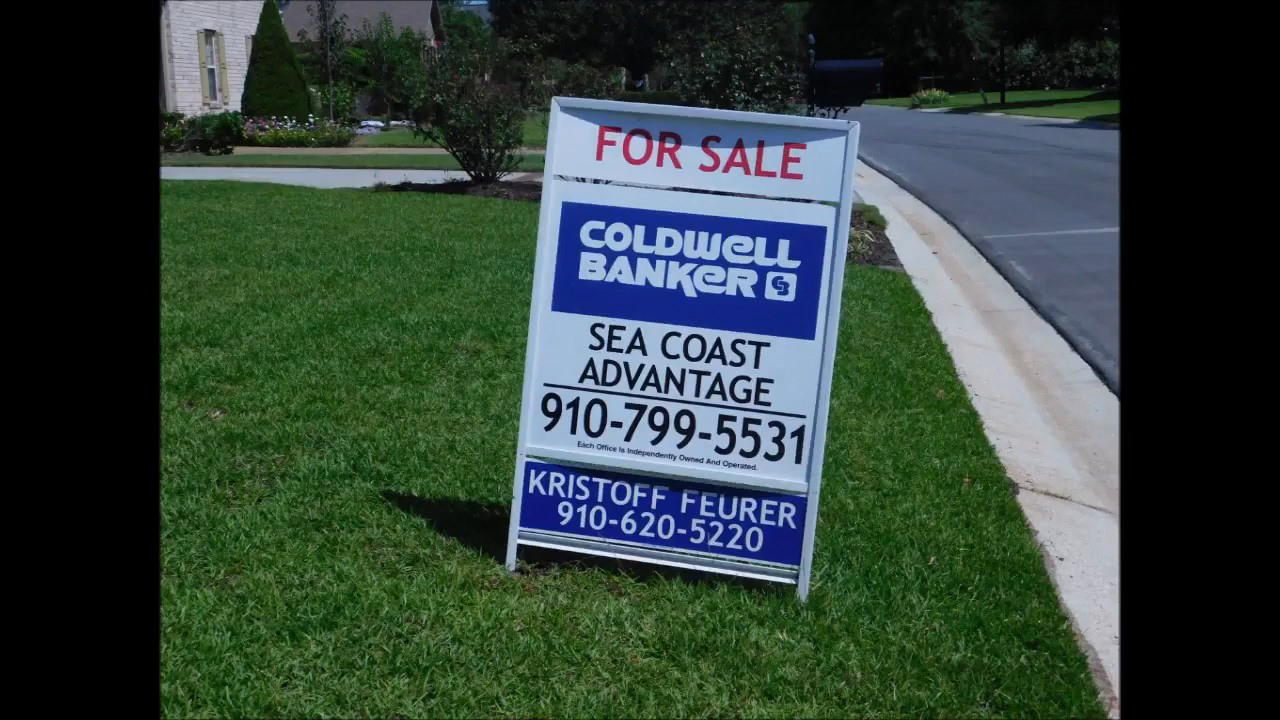 FOR SALE
COLDWELL
BANKER CB
SEA COAST
ADVANTAGE
910-799-5531
Each Office Is Independently Owned And Operated.
KRISTOFF FEURER
910-620-5220